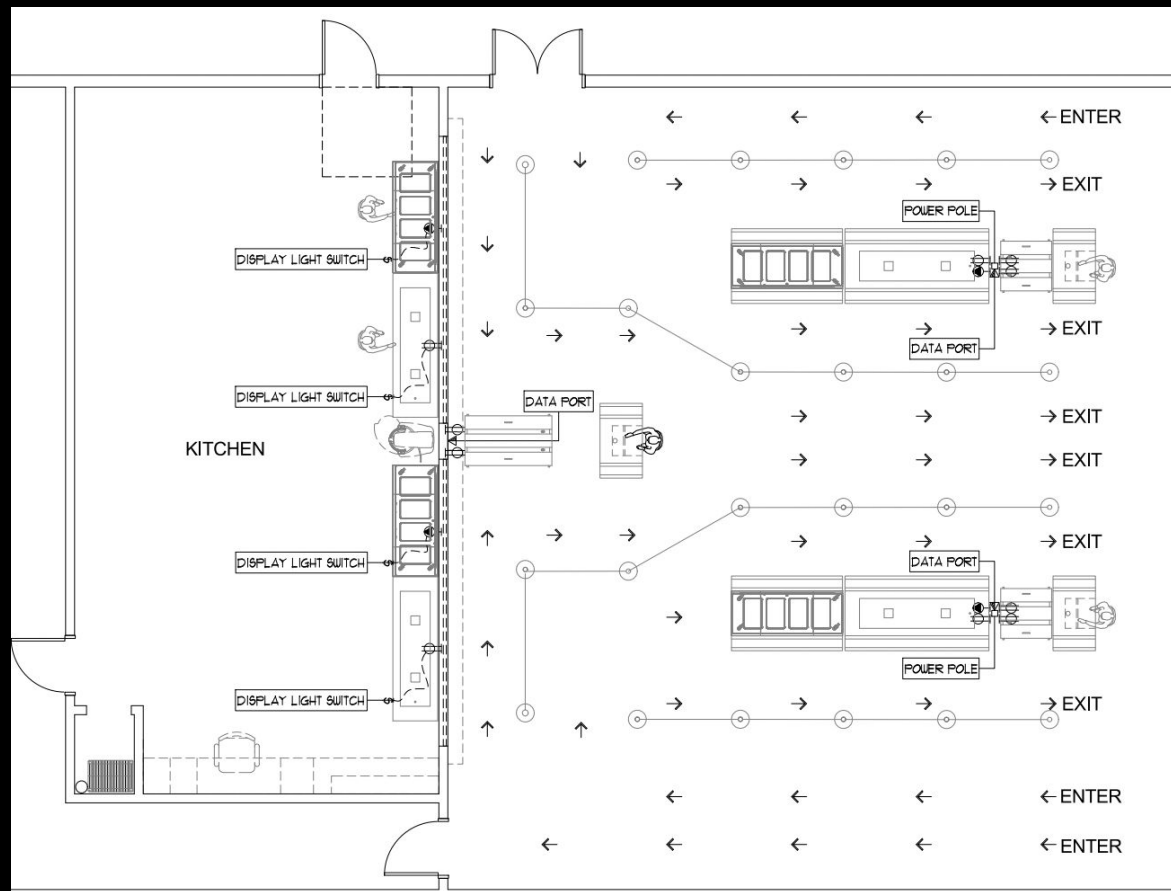 ENTER
EXIT
POWER POLE
DISPLAY LIGHT SWITCH
EXIT
DATA PORT
DISPLAY LIGHT SWITCH
DATA PORT
EXIT
KITCHEN
EXIT
EXIT
DISPLAY LIGHT SWITCH
DATA PORT
POWER POLE
DISPLAY LIGHT SWITCH
EXIT
ENTER
ENTER